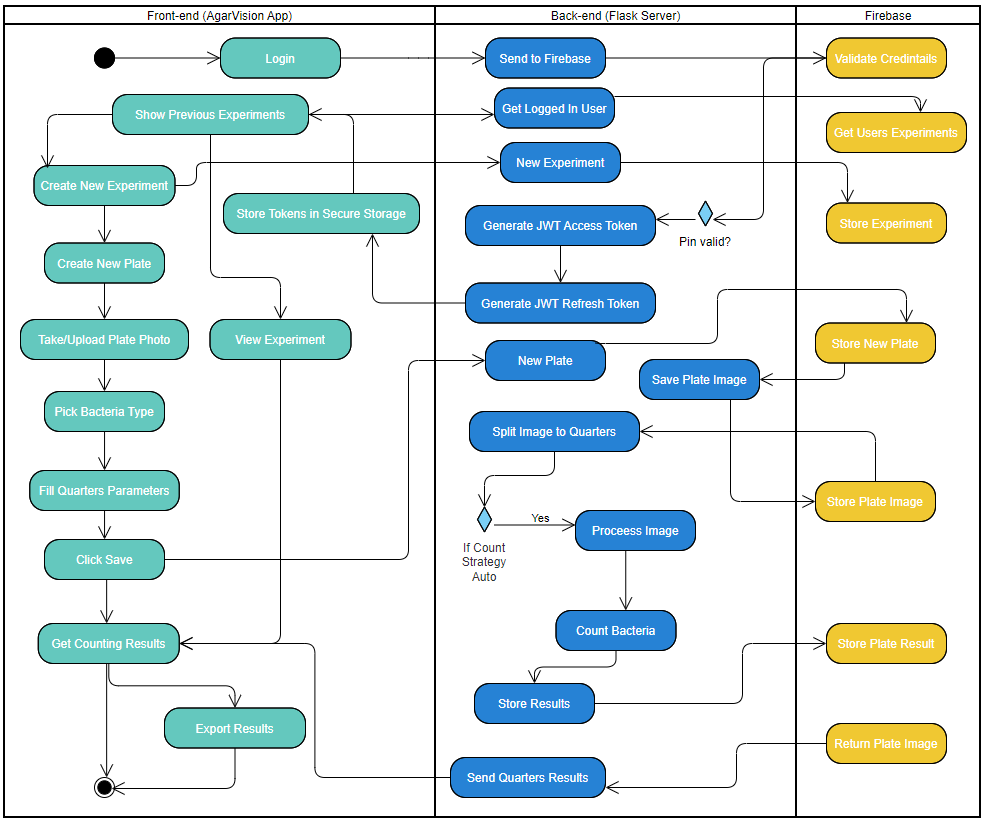 Front-end (AgarVision App)
Back-end (Flask Server)
Firebase
Login
Send to Firebase
Validate Credintails
Show Previous Experiments
Get Logged In User
Get Users Experiments
Create New Experiment
New Experiment
Store Tokens in Secure Storage
Generate JWT Access Token
Pin valid?
Store Experiment
Create New Plate
Generate JWT Refresh Token
Take/Upload Plate Photo
View Experiment
New Plate
Save Plate Image
Store New Plate
Pick Bacteria Type
Split Image to Quarters
Fill Quarters Parameters
Store Plate Image
Yes
Proceess Image
If Count
Strategy
Auto
Click Save
Get Counting Results
Count Bacteria
Store Plate Result
Export Results
Store Results
Return Plate Image
Send Quarters Results